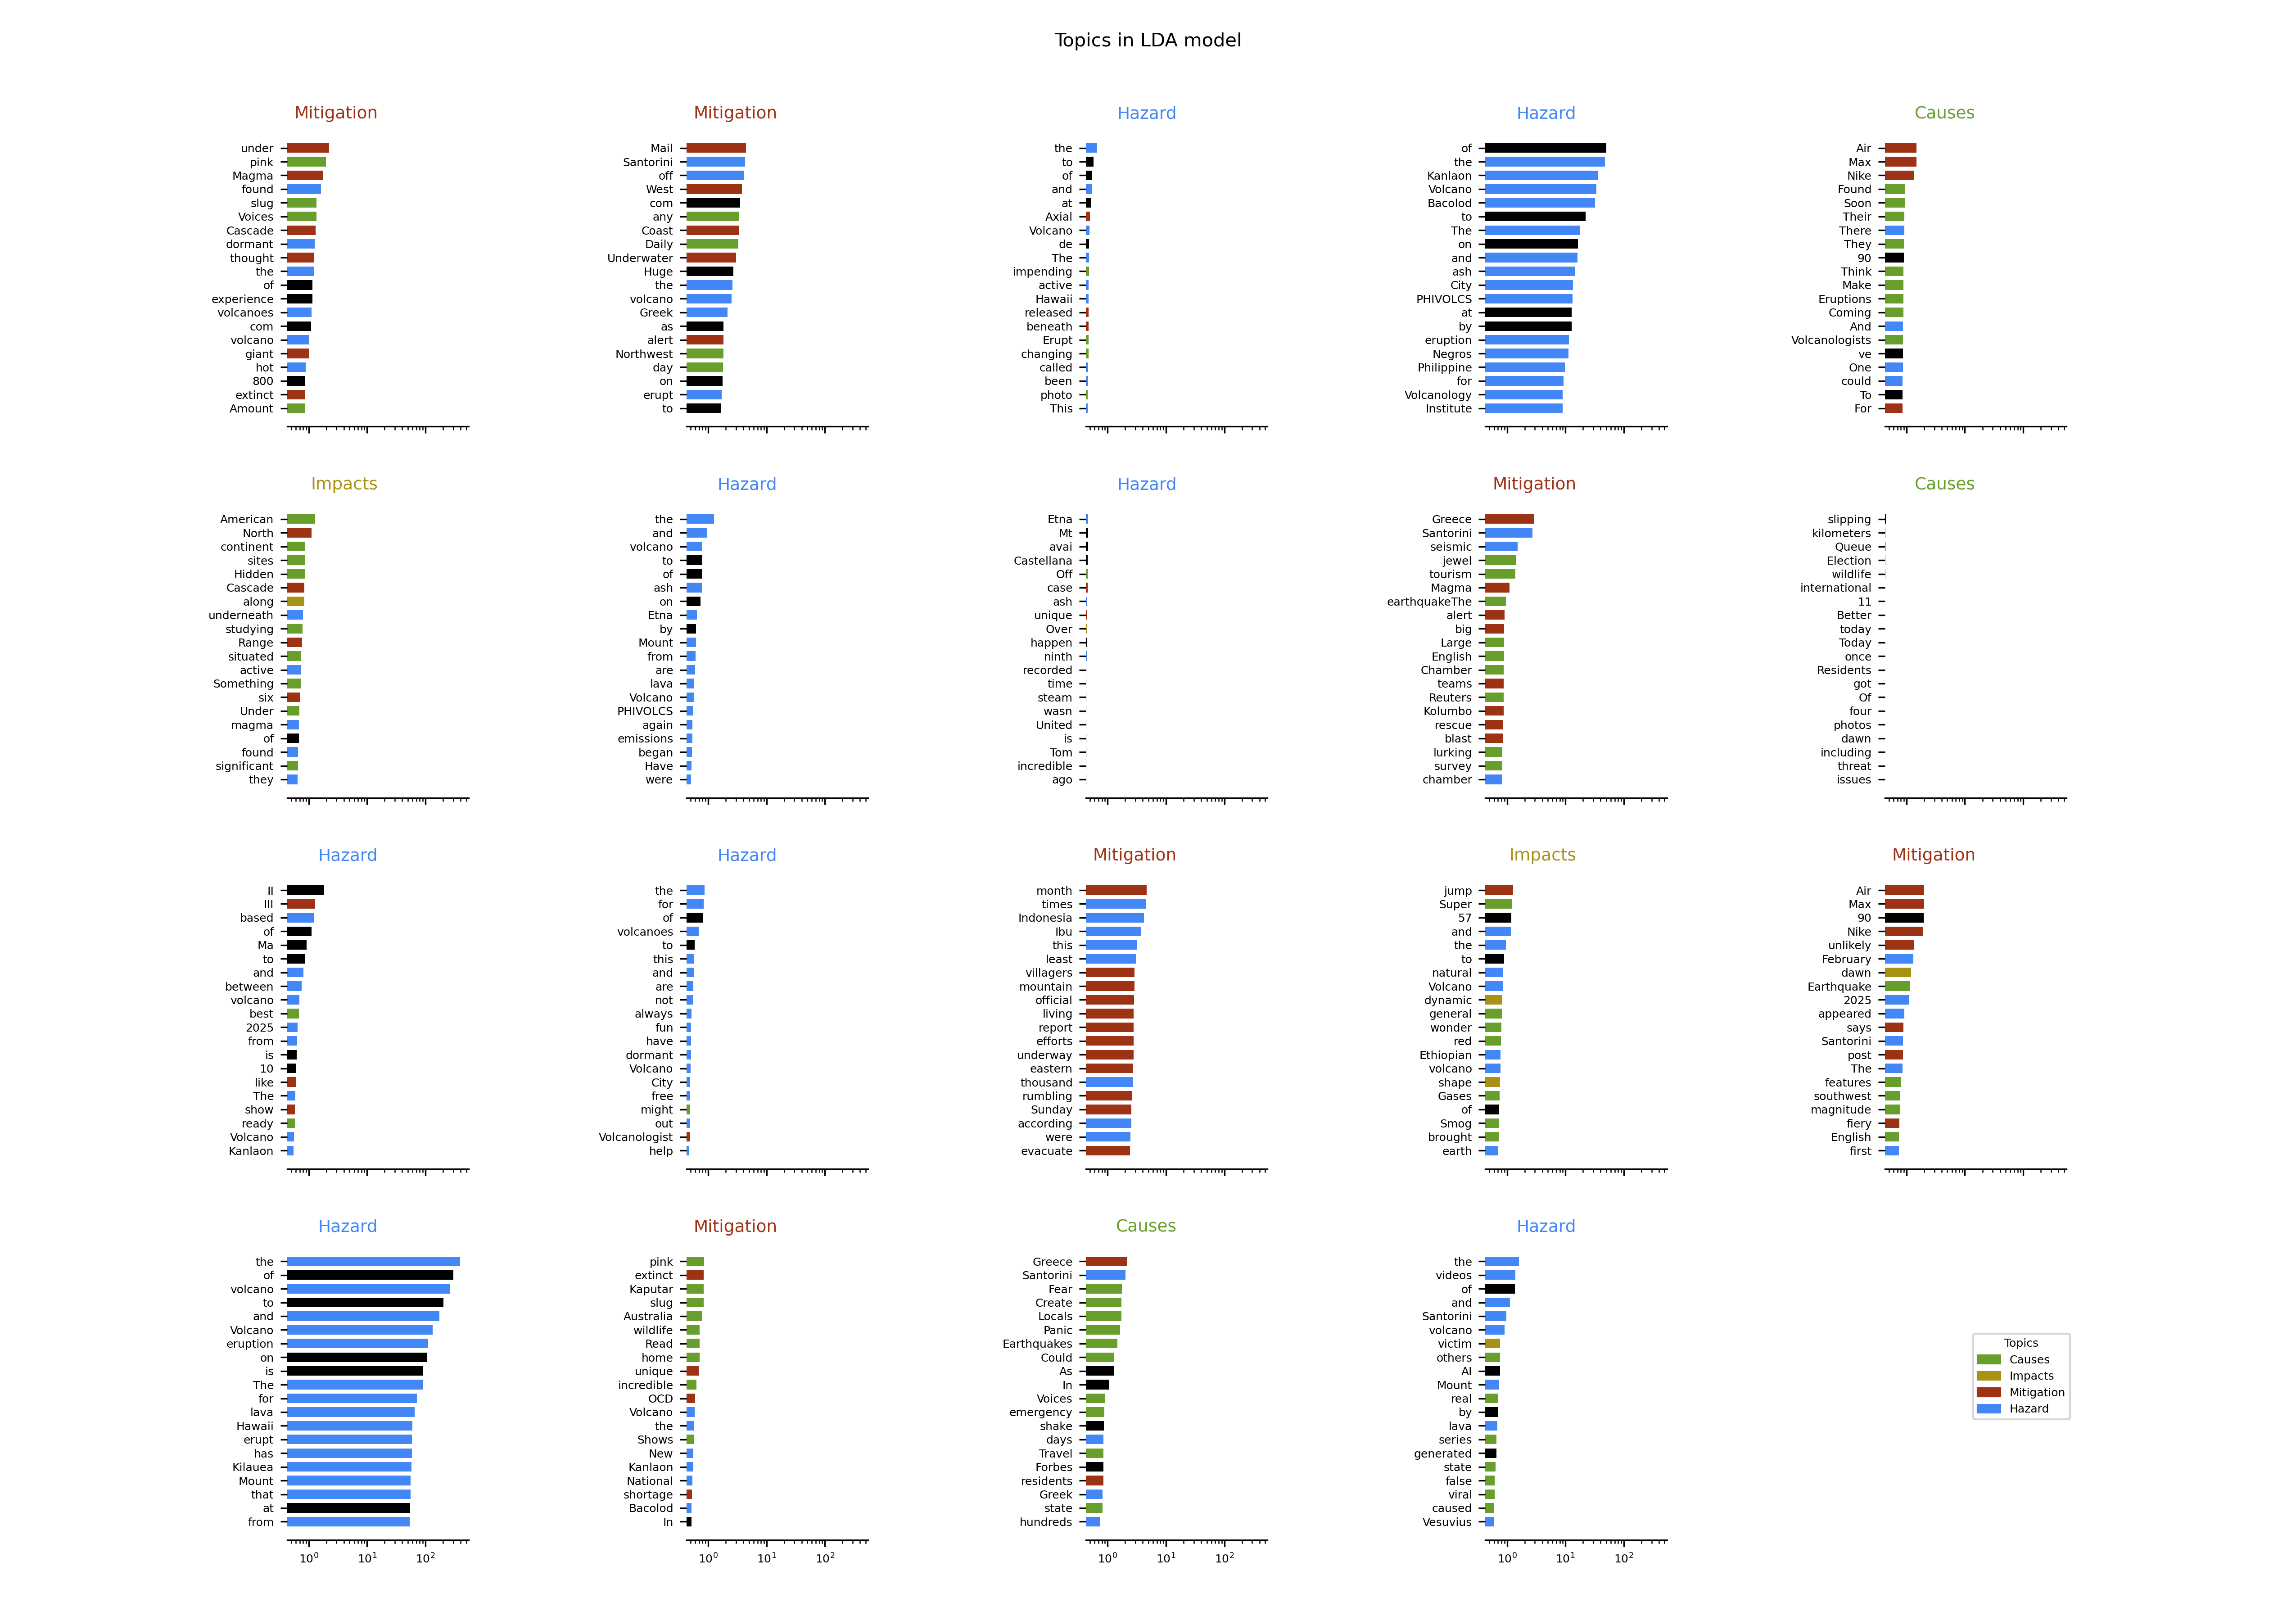 Topics in LDA model
Mitigation
under
pink
Magma
found
slug
Voices
Cascade
dormant
thought
the
of
experience
volcanoes
com
volcano
giant
hot
800
extinct
Amount
Mitigation
Mail
Santorini
off
West
com
any
Coast
Daily
Underwater
Huge
the
volcano
Greek
as
alert
Northwest
day
on
erupt
to
Hazard
the
to
of
and
at
Axial
Volcano
de
The
impending
active
Hawaii
released
beneath
Erupt
changing
called
been
photo
This
Hazard
of
the
Kanlaon
Volcano
Bacolod
to
The
on
and
ash
City
PHIVOLCS
at
by
eruption
Negros
Philippine
for
Volcanology
Institute
Causes
Air
Max
Nike
Found
Soon
Their
There
They
90
Think
Make
Eruptions
Coming
And
Volcanologists
ve
One
could
To
For
Impacts
American
North
continent
sites
Hidden
Cascade
along
underneath
studying
Range
situated
active
Something
six
Under
magma
of
found
significant
they
Hazard
the
and
volcano
to
of
ash
on
Etna
by
Mount
from
are
lava
Volcano
PHIVOLCS
again
emissions
began
Have
were
Hazard
Etna
Mt
avai
Castellana
Off
case
ash
unique
Over
happen
ninth
recorded
time
steam
wasn
United
is
Tom
incredible
ago
Mitigation
Greece
Santorini
seismic
jewel
tourism
Magma
earthquakeThe
alert
big
Large
English
Chamber
teams
Reuters
Kolumbo
rescue
blast
lurking
survey
chamber
Causes
slipping
kilometers
Queue
Election
wildlife
international
11
Better
today
Today
once
Residents
got
Of
four
photos
dawn
including
threat
issues
Hazard
II
III
based
of
Ma
to
and
between
volcano
best
2025
from
is
10
like
The
show
ready
Volcano
Kanlaon
Hazard
the
for
of
volcanoes
to
this
and
are
not
always
fun
have
dormant
Volcano
City
free
might
out
Volcanologist
help
Mitigation
month
times
Indonesia
Ibu
this
least
villagers
mountain
official
living
report
efforts
underway
eastern
thousand
rumbling
Sunday
according
were
evacuate
Impacts
jump
Super
57
and
the
to
natural
Volcano
dynamic
general
wonder
red
Ethiopian
volcano
shape
Gases
of
Smog
brought
earth
Mitigation
Air
Max
90
Nike
unlikely
February
dawn
Earthquake
2025
appeared
says
Santorini
post
The
features
southwest
magnitude
fiery
English
first
Hazard
the
of
volcano
to
and
Volcano
eruption
on
is
The
for
lava
Hawaii
erupt
has
Kilauea
Mount
that
at
from
10⁰ 10¹ 10²
Mitigation
pink
extinct
Kaputar
slug
Australia
wildlife
Read
home
unique
incredible
OCD
Volcano
the
Shows
New
Kanlaon
National
shortage
Bacolod
In
10⁰ 10¹ 10²
Causes
Greece
Santorini
Fear
Create
Locals
Panic
Earthquakes
Could
As
In
Voices
emergency
shake
days
Travel
Forbes
residents
Greek
state
hundreds
10⁰ 10¹ 10²
Hazard
the
videos
of
and
Santorini
volcano
victim
others
AI
Mount
real
by
lava
series
generated
state
false
viral
caused
Vesuvius
10⁰ 10¹ 10²
Topics
Causes
Impacts
Mitigation
Hazard